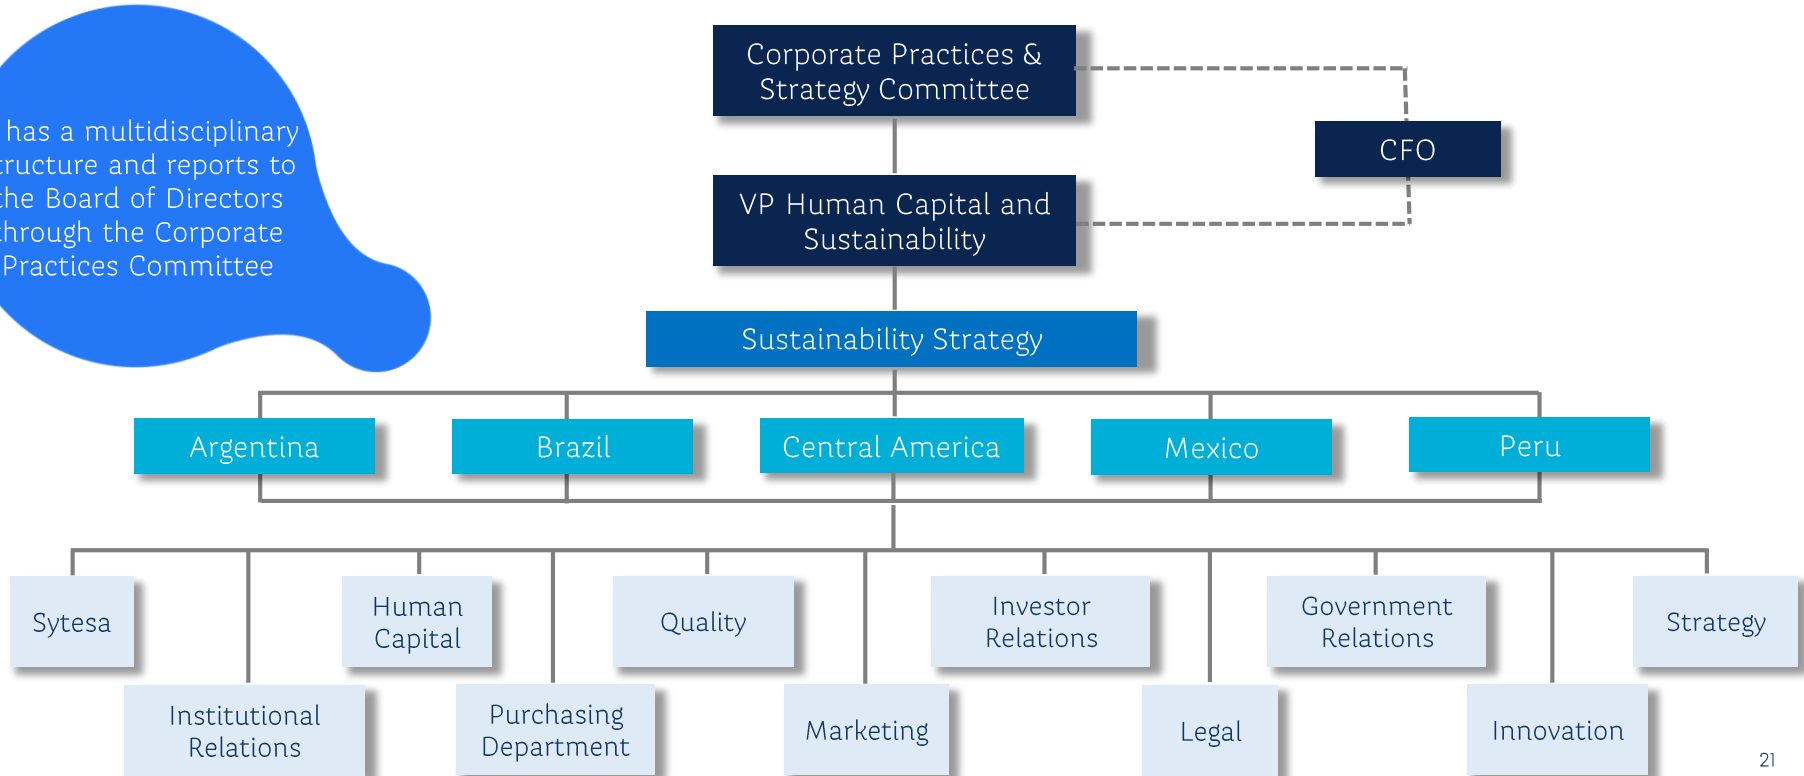 has a multidisciplinary
structure and reports to
the Board of Directors
through the Corporate
Practices Committee
Corporate Practices &
Strategy Committee
CFO
VP Human Capital and
Sustainability
Sustainability Strategy
Argentina
Brazil
Central America
Mexico
Peru
Sytesa
Human
Capital
Quality
Investor
Relations
Government
Relations
Strategy
Institutional
Relations
Purchasing
Department
Marketing
Legal
Innovation
21